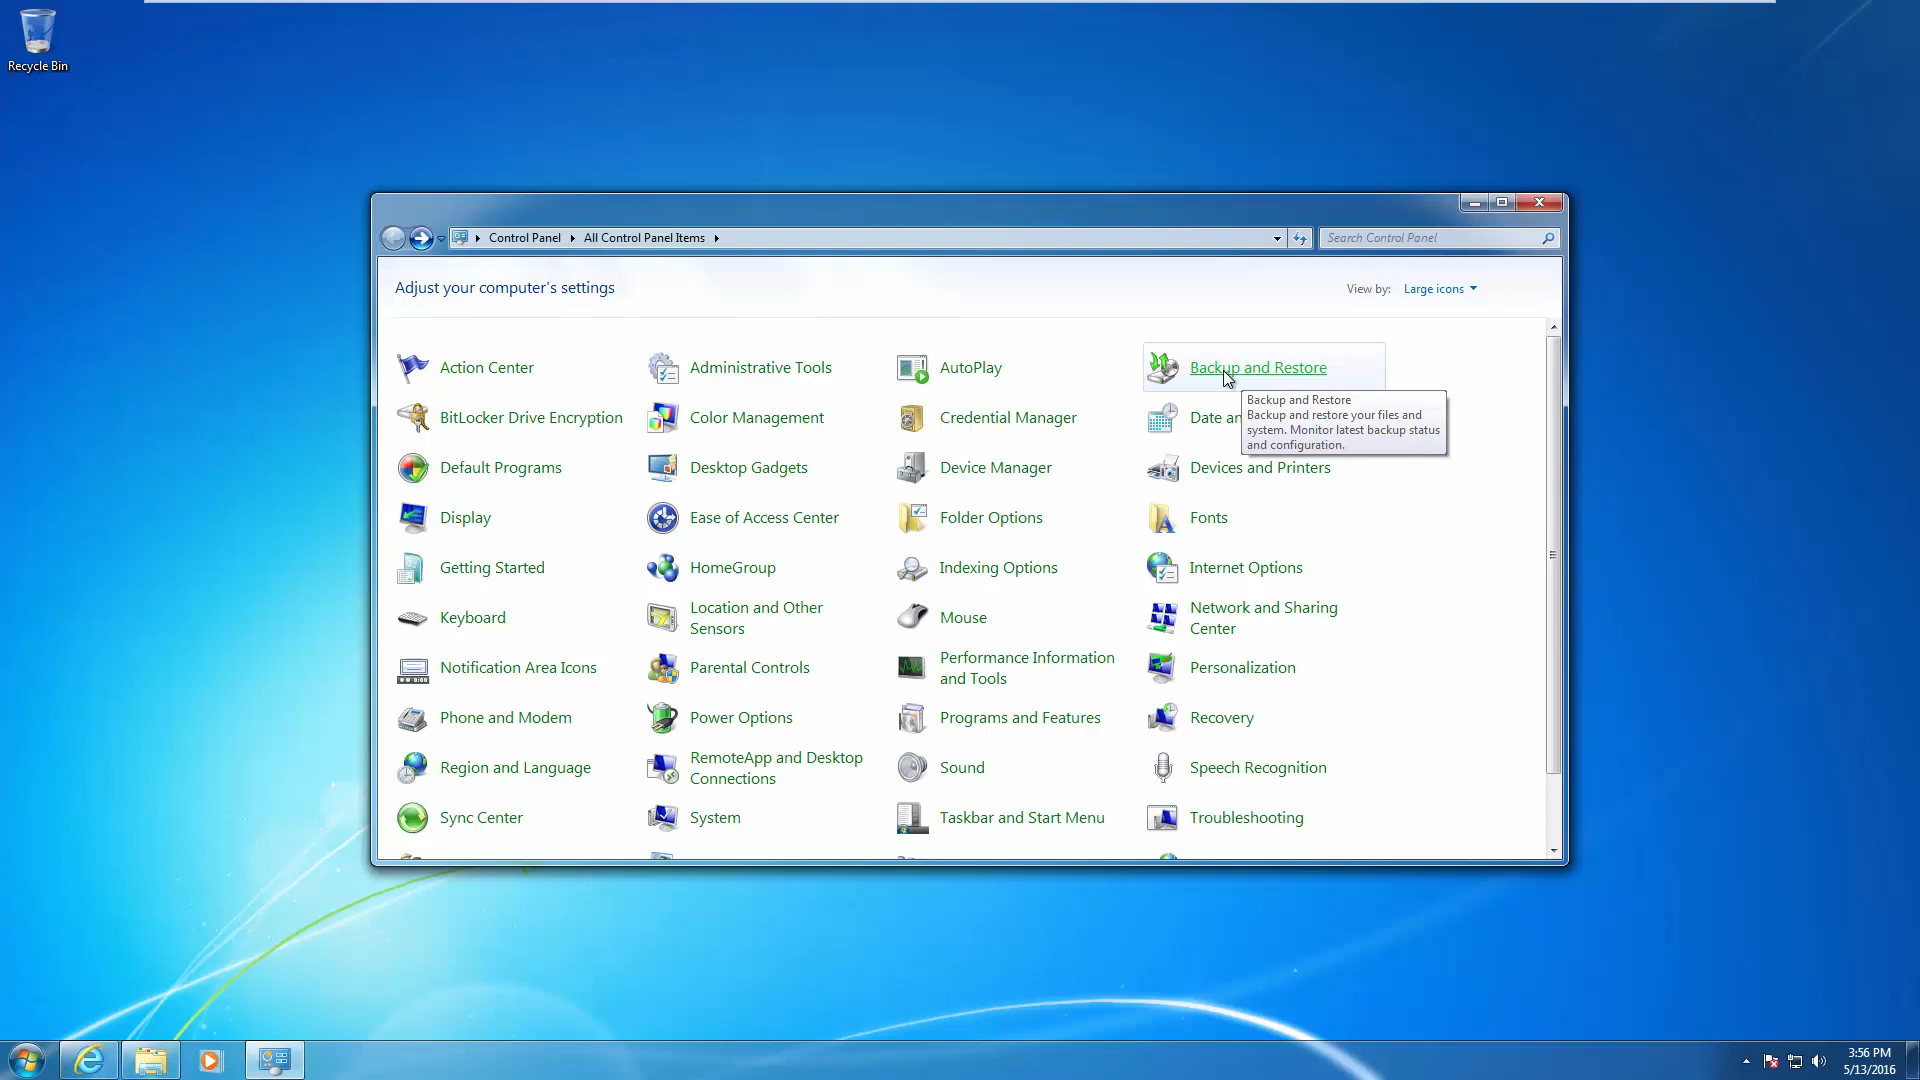 Recycle Bin
Control Panel
All Control Panel Items
Search Control Panel
Adjust your computer's settings
View by:
Large icons
Action Center
Administrative Tools
AutoPlay
Backup and Restore
Backup and Restore
Backup and restore your files and
system. Monitor latest backup status
and configuration.
BitLocker Drive Encryption
Color Management
Credential Manager
Date an
Default Programs
Desktop Gadgets
Device Manager
Devices and Printers
Display
Ease of Access Center
Folder Options
Fonts
Getting Started
HomeGroup
Indexing Options
Internet Options
Keyboard
Location and Other
Sensors
Mouse
Network and Sharing
Center
Notification Area Icons
Parental Controls
Performance Information
and Tools
Personalization
Phone and Modem
Power Options
Programs and Features
Recovery
Region and Language
RemoteApp and Desktop
Connections
Sound
Speech Recognition
Sync Center
System
Taskbar and Start Menu
Troubleshooting
3:56 PM
5/13/2016